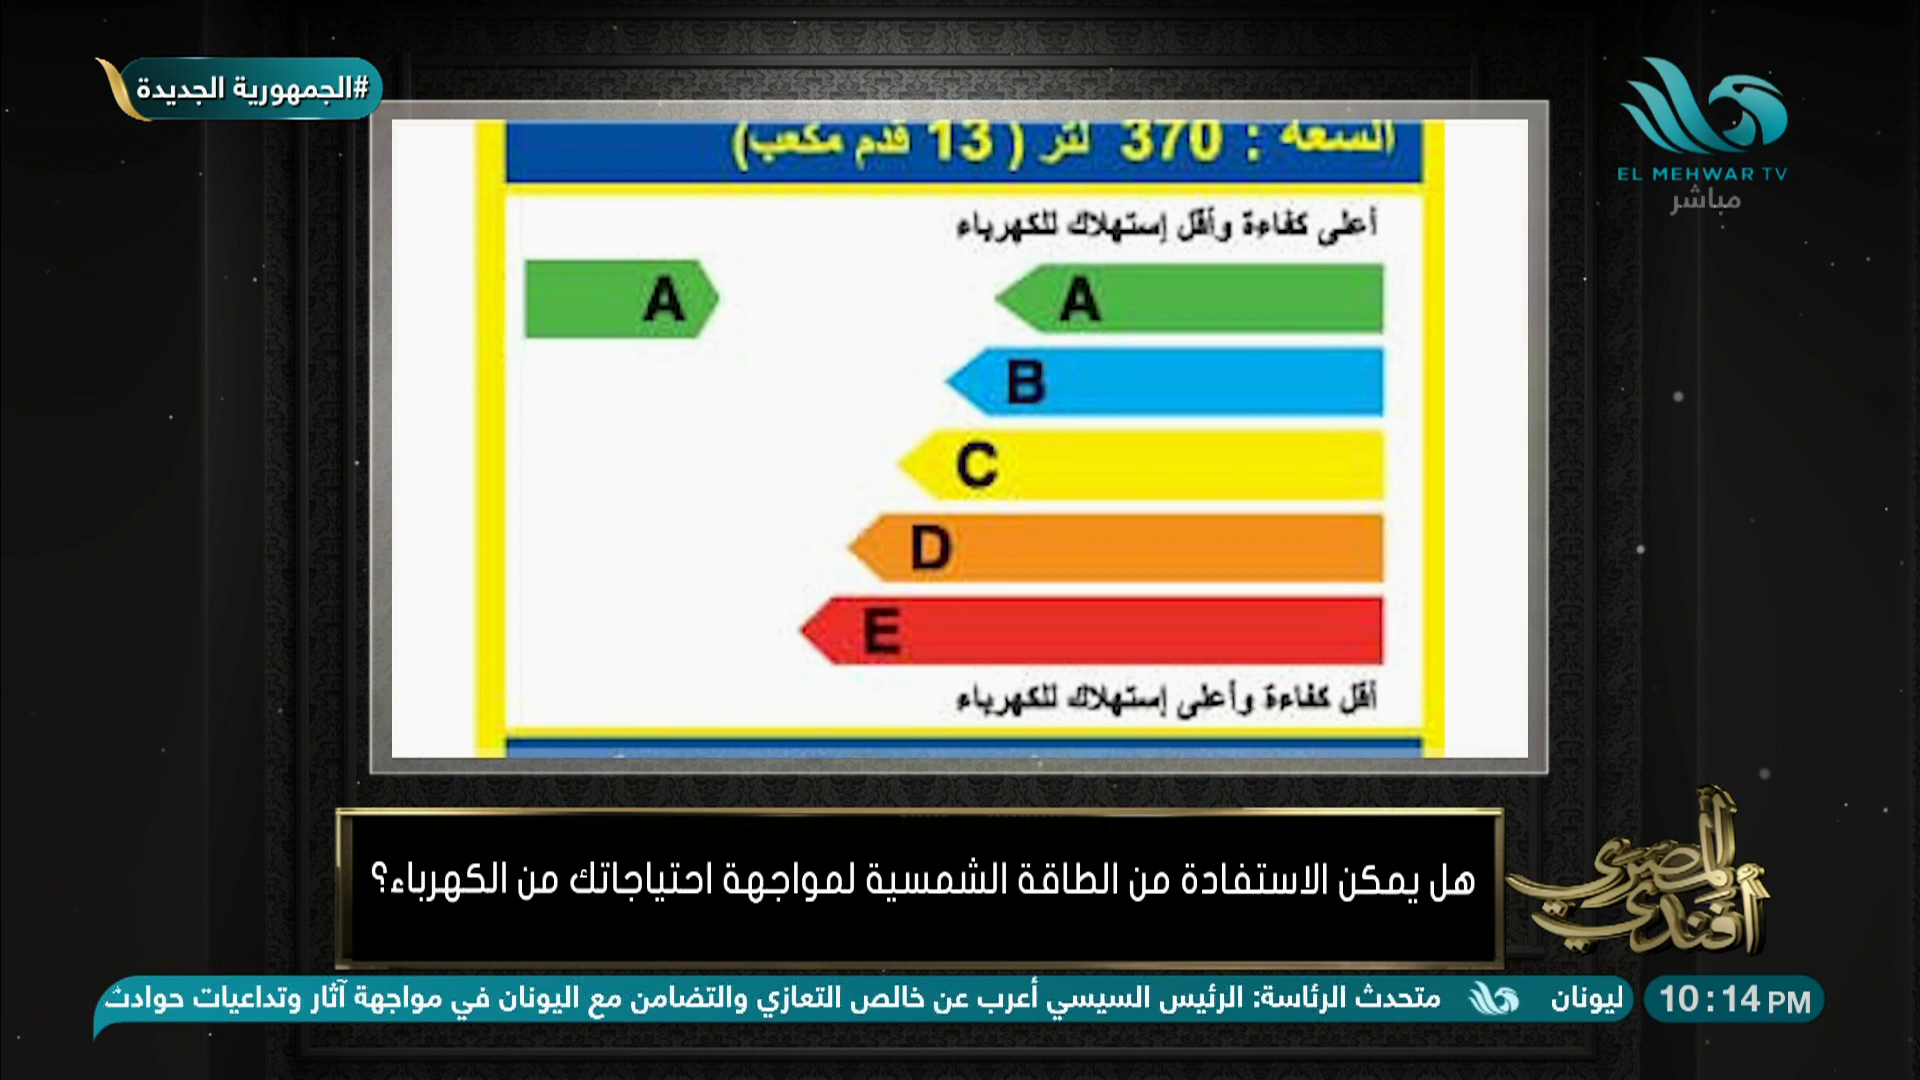 #الجمهورية الجديدة
EL MEHWAR TV
مباشر
السعة : 370 لتر ( 13 قدم مكعب)
أعلى كفاءة وأقل إستهلاك للكهرباء
A A
B
C
D
E
أقل كفاءة وأعلى إستهلاك للكهرباء
هل يمكن الاستفادة من الطاقة الشمسية لمواجهة احتياجاتك من الكهرباء؟
المصري
أفندي
ليونان متحدث الرئاسة: الرئيس السيسي أعرب عن خالص التعازي والتضامن مع اليونان في مواجهة آثار وتداعيات حوادث
10:14 PM